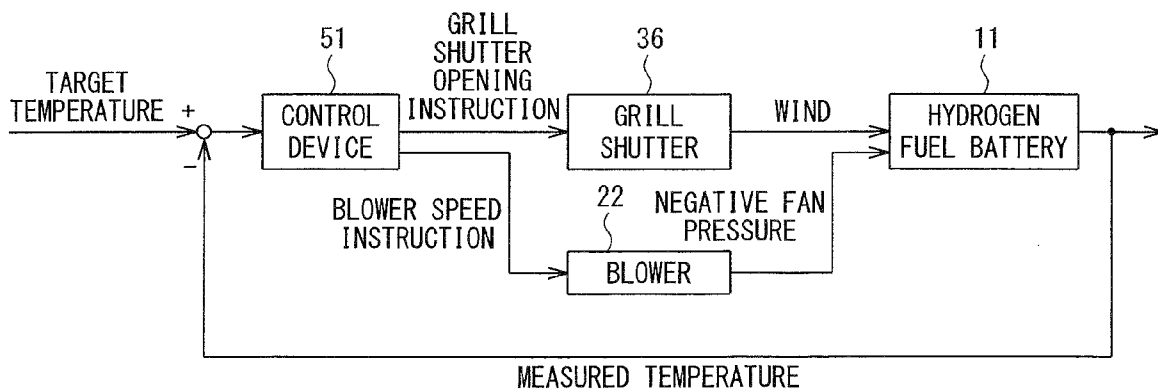 51
GRILL
SHUTTER
OPENING
INSTRUCTION
36
11
TARGET
TEMPERATURE
+
−
CONTROL
DEVICE
GRILL
SHUTTER
WIND
HYDROGEN
FUEL BATTERY
BLOWER SPEED
INSTRUCTION
22
NEGATIVE FAN
PRESSURE
BLOWER
MEASURED TEMPERATURE